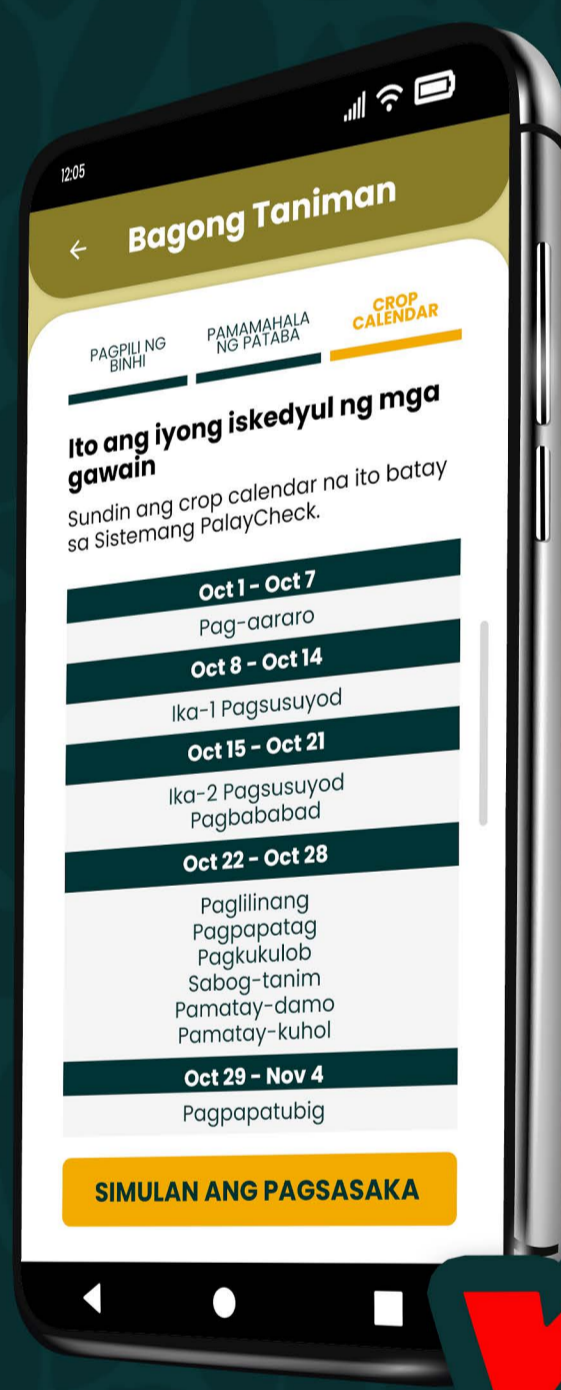 12:05
Bagong Taniman
PAGPILI NG
BINHI
PAMAMAHALA
NG PATABA
CROP
CALENDAR
Ito ang iyong iskedyul ng mga
gawain
Sundin ang crop calendar na ito batay
sa Sistemang PalayCheck.
Oct 1 - Oct 7
Pag-aararo
Oct 8 - Oct 14
Ika-1 Pagsusuyod
Oct 15 - Oct 21
Ika-2 Pagsusuyod
Pagbababad
Oct 22 - Oct 28
Paglilinang
Pagpapatag
Pagkukulob
Sabog-tanim
Pamatay-damo
Pamatay-kuhol
Oct 29 - Nov 4
Pagpapatubig
SIMULAN ANG PAGSASAKA